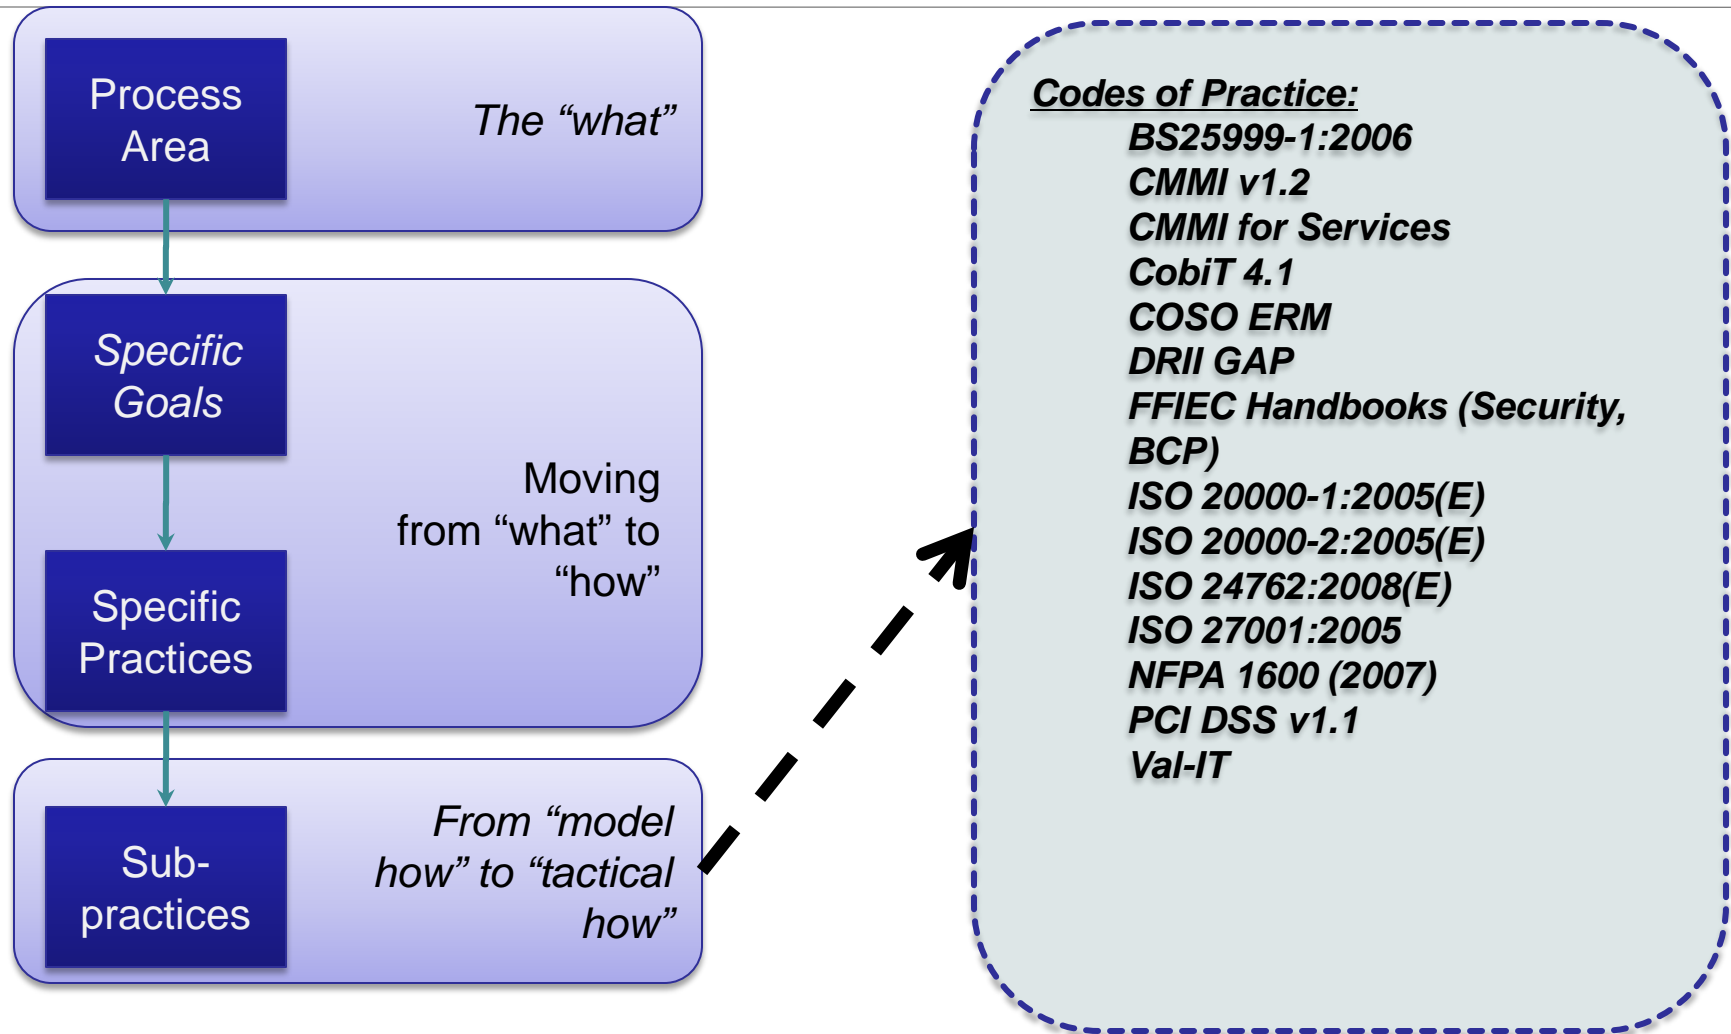 Process
Area
The “what”
Specific
Goals
Moving
from “what” to
“how”
Specific
Practices
Sub-
practices
From “model
how” to “tactical
how”
Codes of Practice:
BS25999-1:2006
CMMI v1.2
CMMI for Services
CobiT 4.1
COSO ERM
DRII GAP
FFIEC Handbooks (Security,
BCP)
ISO 20000-1:2005(E)
ISO 20000-2:2005(E)
ISO 24762:2008(E)
ISO 27001:2005
NFPA 1600 (2007)
PCI DSS v1.1
Val-IT